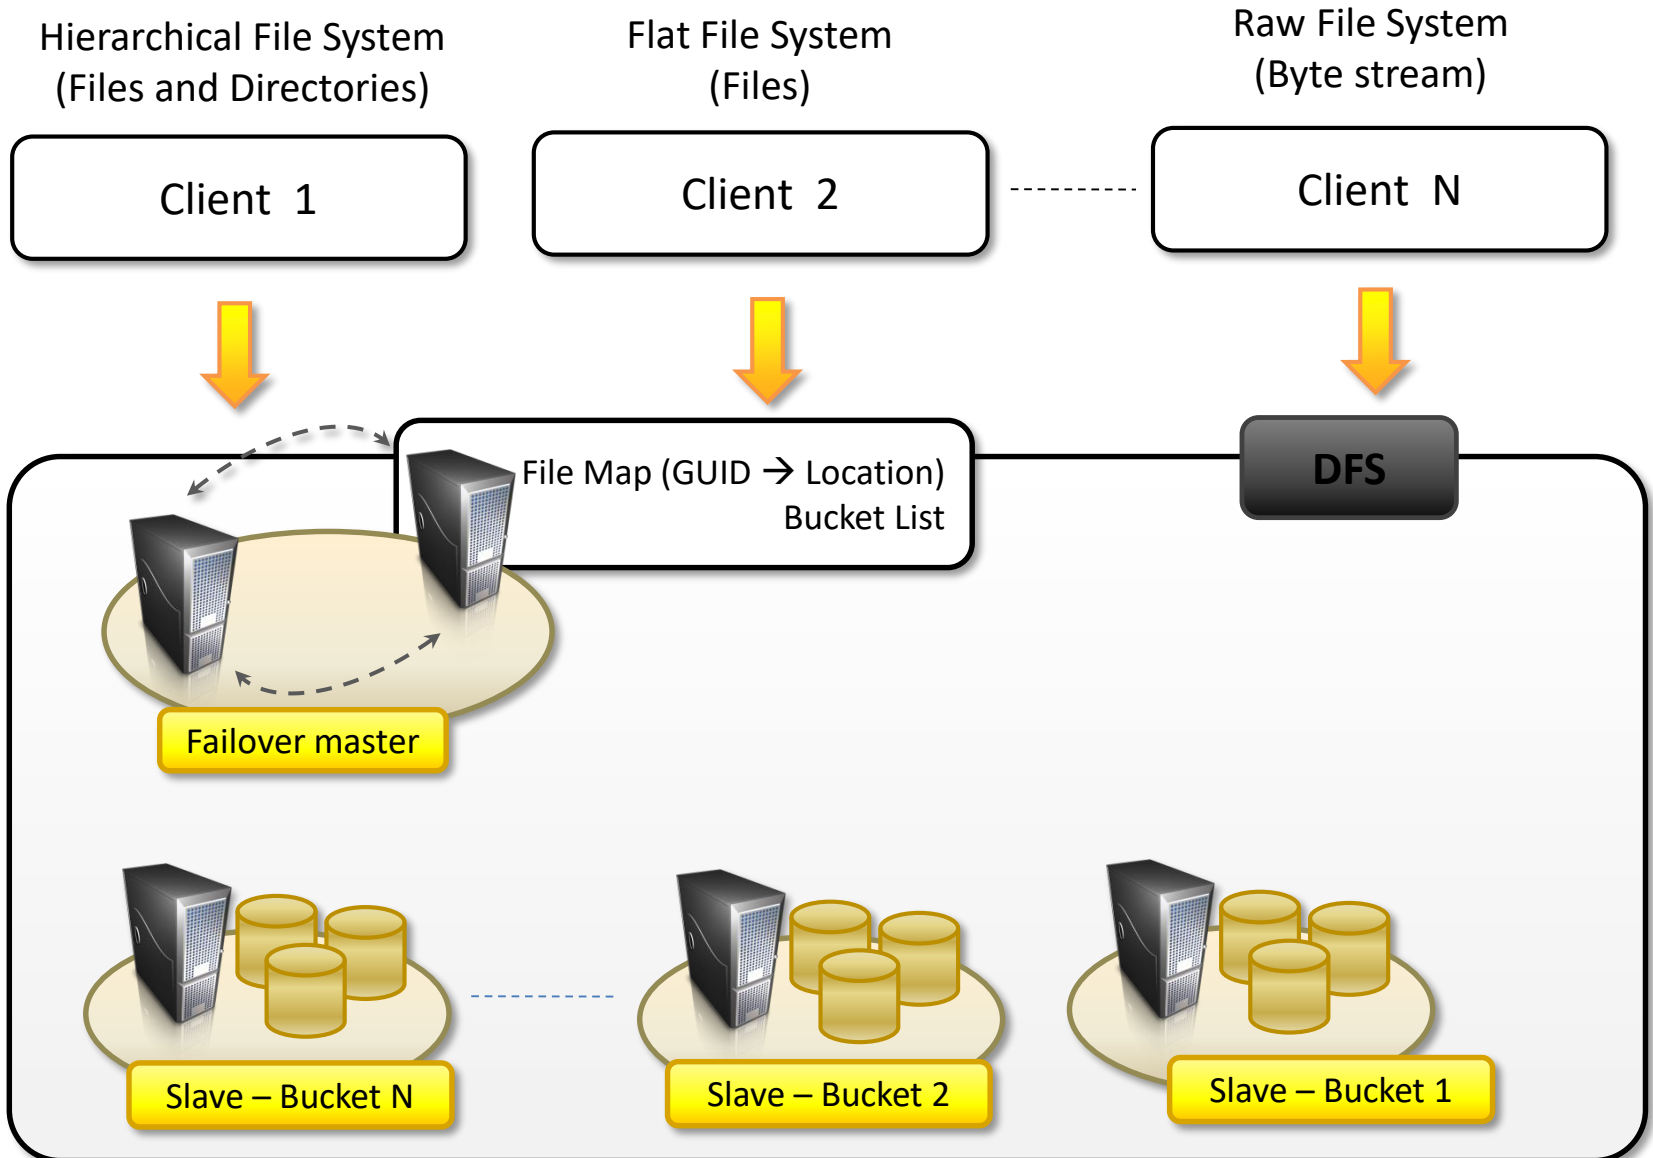 Hierarchical File System
(Files and Directories)
Flat File System
(Files)
Raw File System
(Byte stream)
Client 1
Client 2
Client N
File Map (GUID → Location)
Bucket List
DFS
Failover master
Slave – Bucket N
Slave – Bucket 2
Slave – Bucket 1